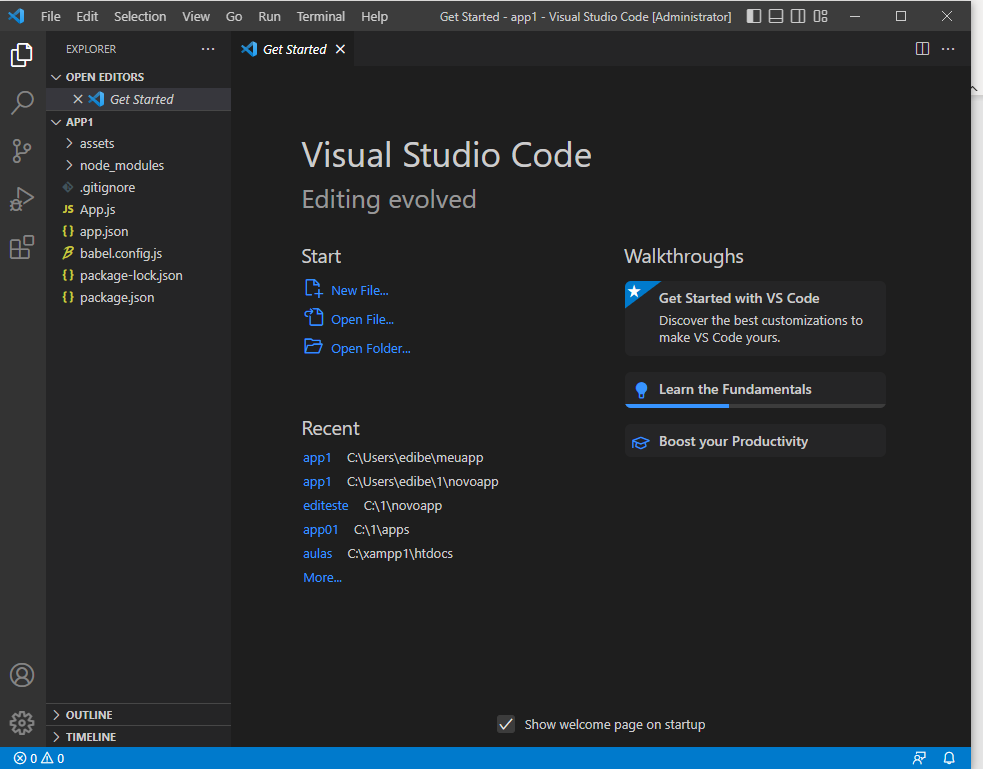 File Edit Selection View Go Run Terminal Help Get Started - app1 - Visual Studio Code [Administrator]
EXPLORER
OPEN EDITORS
Get Started
APP1
assets
node_modules
.gitignore
JS App.js
{} app.json
babel.config.js
{} package-lock.json
{} package.json
OUTLINE
TIMELINE
Get Started
Visual Studio Code
Editing evolved
Start
New File...
Open File...
Open Folder...
Recent
app1 C:\Users\edibe\meuapp
app1 C:\Users\edibe\1\novoapp
editeste C:\1\novoapp
app01 C:\1\apps
aulas C:\xampp1\htdocs
More...
Walkthroughs
Get Started with VS Code
Discover the best customizations to
make VS Code yours.
Learn the Fundamentals
Boost your Productivity
Show welcome page on startup
0 0